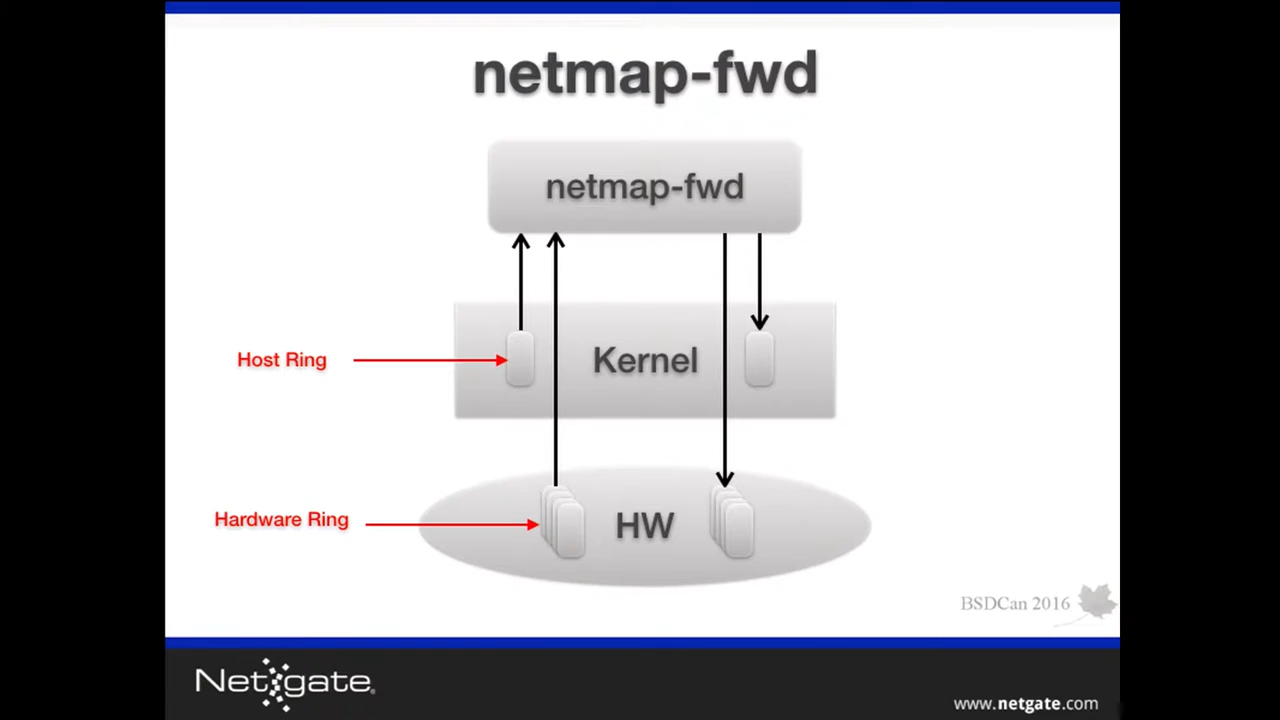 netmap-fwd
netmap-fwd
Host Ring
Kernel
Hardware Ring
HW
BSDCan 2016
Netgate
www.netgate.com